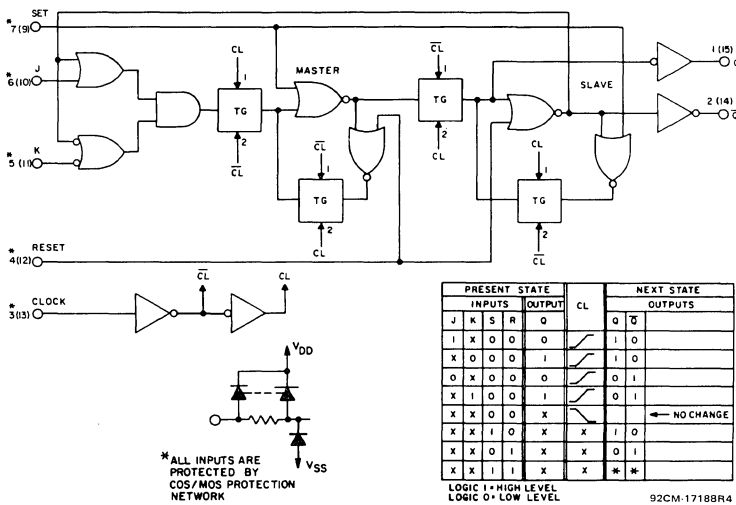 SET
* 7(9)
J
* 6(10)
K
* 5(11)
CL
1
TG
2
C̅L̅
MASTER
C̅L̅
1
TG
2
CL
C̅L̅
1
TG
2
CL
SLAVE
CL
1
TG
2
C̅L̅
1 (15)
Q
2 (14)
Q̅
RESET
* 4(12)
CLOCK
* 3(13)
C̅L̅
CL
VDD
VSS
*ALL INPUTS ARE
PROTECTED BY
COS/MOS PROTECTION
NETWORK
PRESENT STATE CL NEXT STATE
INPUTS OUTPUT OUTPUTS
J K S R Q Q Q̅
1 X 0 0 0 1 0
X 0 0 0 1 1 0
0 X 0 0 0 0 1
X 1 0 0 1 0 1
X X 0 0 X ← NO CHANGE
X X 1 0 X X 1 0
X X 0 1 X X 0 1
X X 1 1 X X * *
LOGIC 1 = HIGH LEVEL
LOGIC 0 = LOW LEVEL
92CM-17188R4